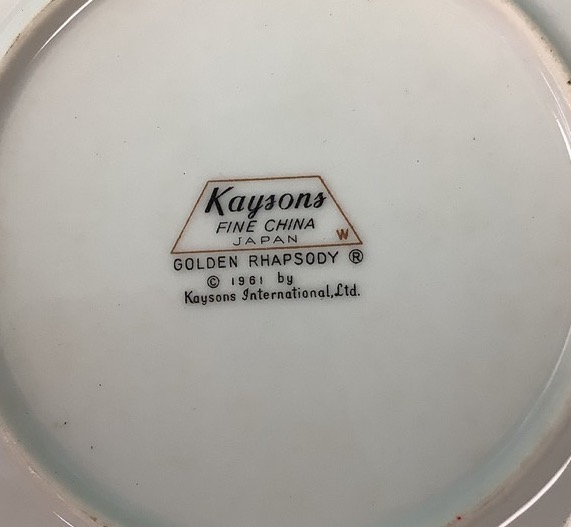 Kaysons
FINE CHINA
JAPAN W
GOLDEN RHAPSODY ®
© 1961 by
Kaysons International, Ltd.